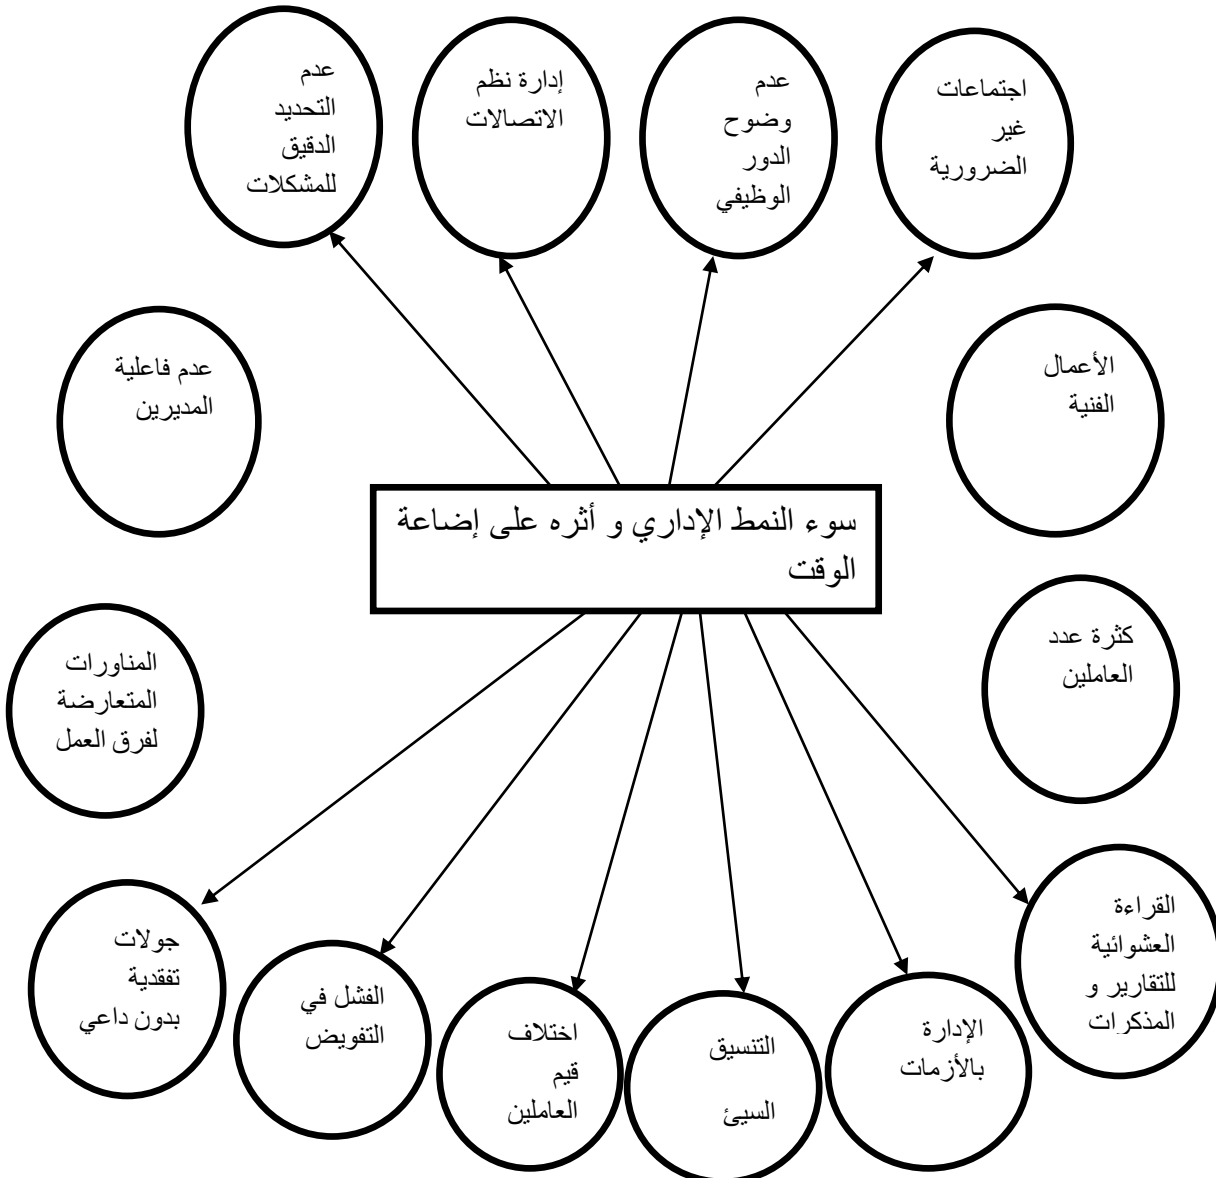 اجتماعات
غير
الضرورية
عدم
وضوح
الدور
الوظيفي
إدارة نظم
الاتصالات
عدم
التحديد
الدقيق
للمشكلات
الأعمال
الفنية
عدم فاعلية
المديرين
سوء النمط الإداري و أثره على إضاعة
الوقت
كثرة عدد
العاملين
المناورات
المتعارضة
لفرق العمل
القراءة
العشوائية
للتقارير و
المذكرات
الإدارة
بالأزمات
التنسيق
السيئ
اختلاف
قيم
العاملين
الفشل في
التفويض
جولات
تفقدية
بدون داعي